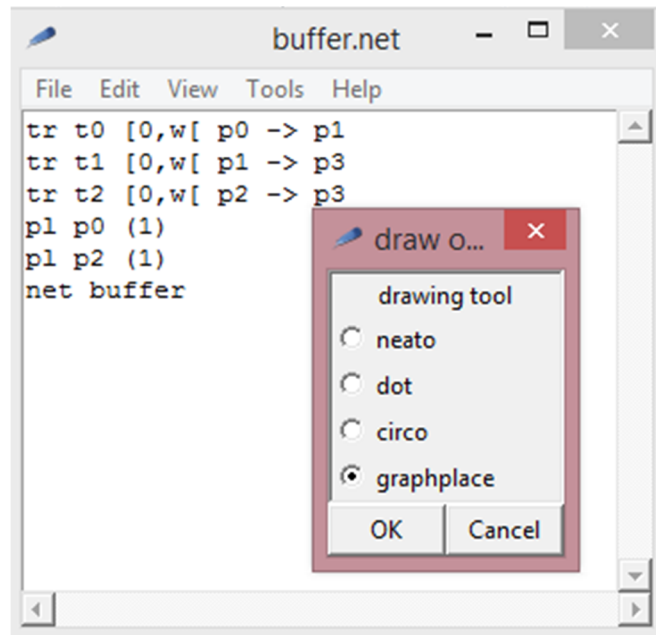 buffer.net
File Edit View Tools Help
tr t0 [0,w[ p0 -> p1
tr t1 [0,w[ p1 -> p3
tr t2 [0,w[ p2 -> p3
pl p0 (1)
pl p2 (1)
net buffer
draw o...
drawing tool
neato
dot
circo
graphplace
OK Cancel